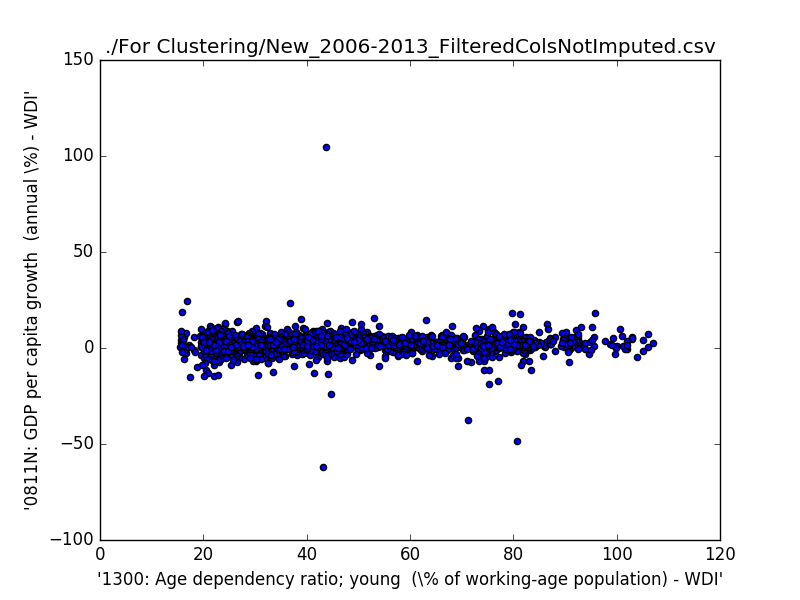 ./For Clustering/New_2006-2013_FilteredColsNotImputed.csv
150
100
50
0
−50
−100
'0811N: GDP per capita growth  (annual \%) - WDI'
0 20 40 60 80 100 120
'1300: Age dependency ratio; young  (\% of working-age population) - WDI'